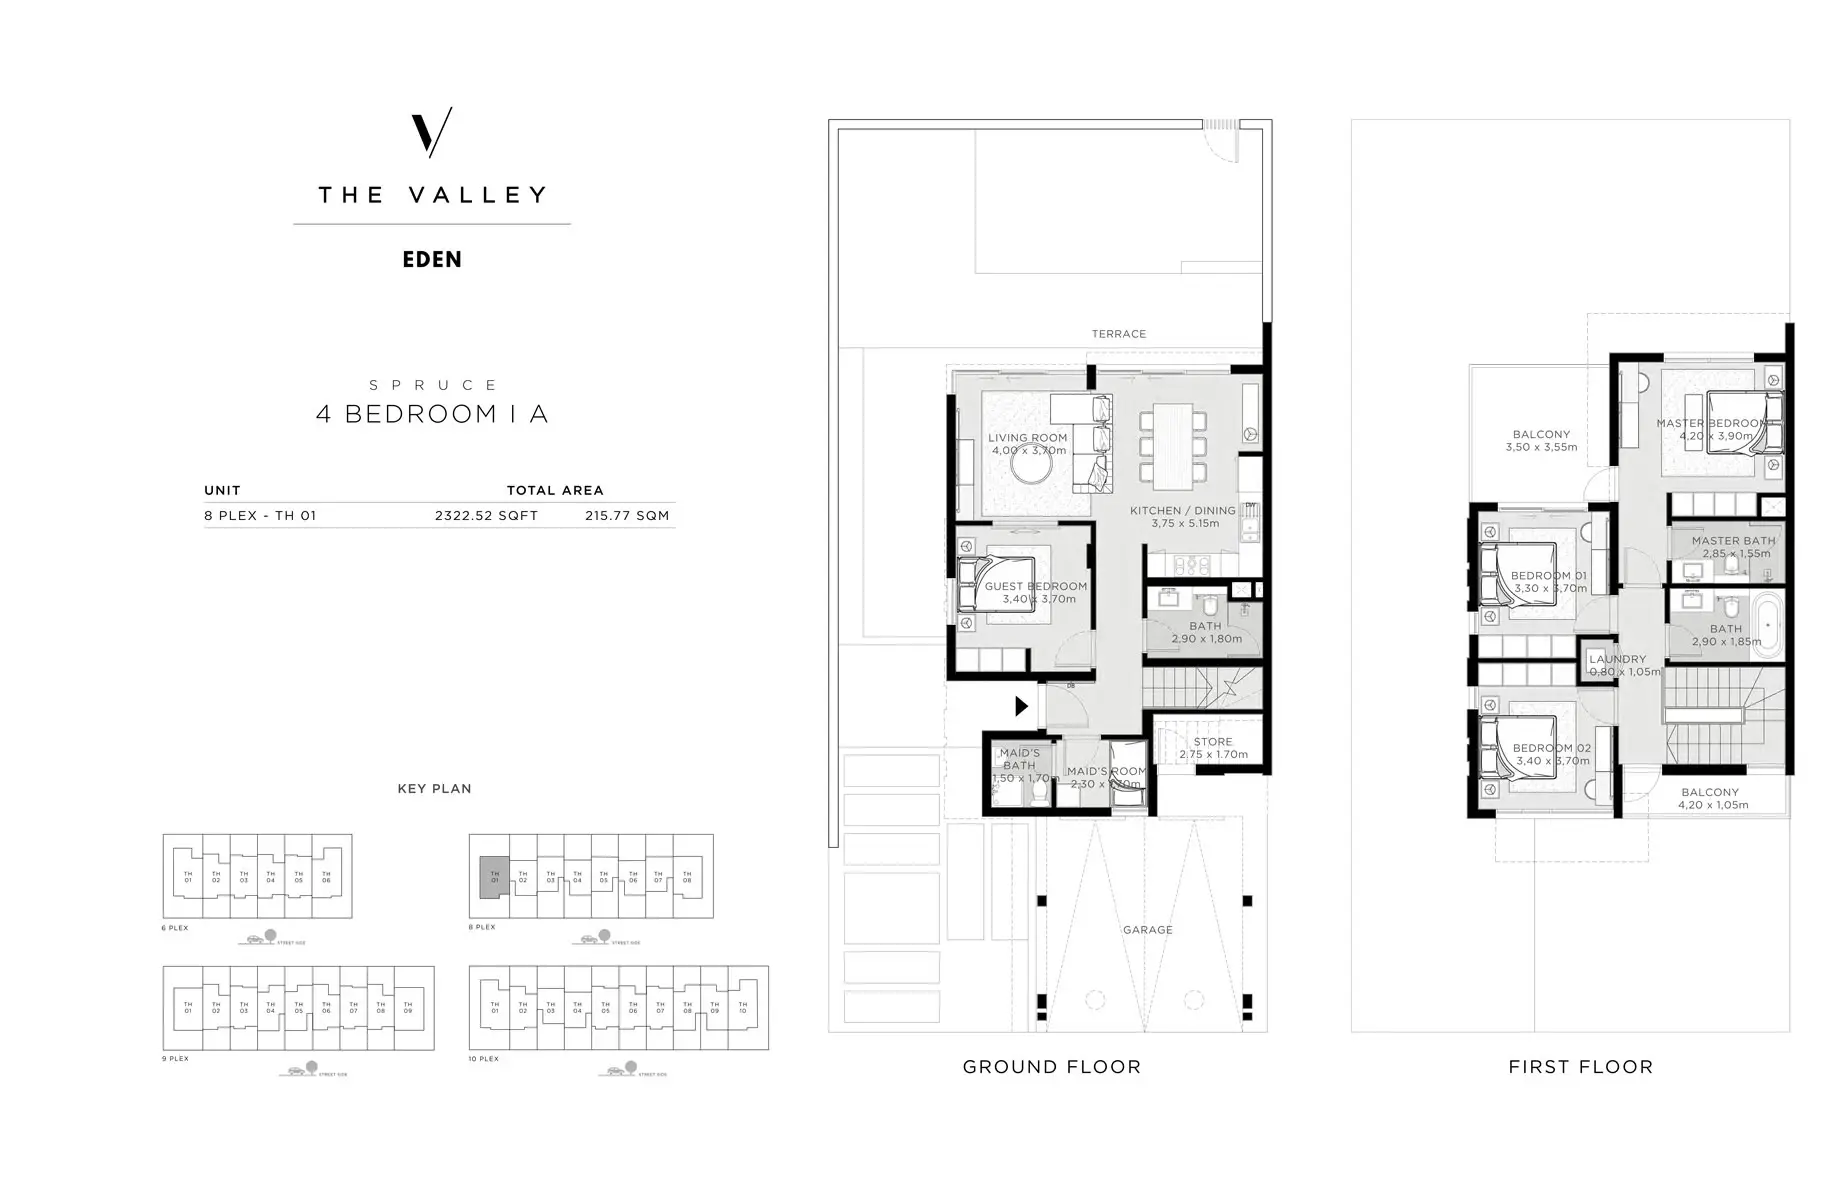 THE VALLEY
EDEN
SPRUCE
4 BEDROOM | A
UNIT TOTAL AREA
8 PLEX - TH 01 2322.52 SQFT 215.77 SQM
KEY PLAN
TH 01 TH 02 TH 03 TH 04 TH 05 TH 06
6 PLEX
STREET SIDE
TH 01 TH 02 TH 03 TH 04 TH 05 TH 06 TH 07 TH 08
8 PLEX
STREET SIDE
TH 01 TH 02 TH 03 TH 04 TH 05 TH 06 TH 07 TH 08 TH 09
9 PLEX
STREET SIDE
TH 01 TH 02 TH 03 TH 04 TH 05 TH 06 TH 07 TH 08 TH 09 TH 10
10 PLEX
STREET SIDE
TERRACE
LIVING ROOM
4,00 x 3,70m
KITCHEN / DINING
3,75 x 5.15m
DW
GUEST BEDROOM
3,40 x 3,70m
BATH
2,90 x 1,80m
DB
STORE
2.75 x 1.70m
MAID'S
BATH
1,50 x 1,70m
MAID'S ROOM
2,30 x 1,70m
GARAGE
GROUND FLOOR
MASTER BEDROOM
4,20 x 3,90m
BALCONY
3,50 x 3,55m
MASTER BATH
2,85 x 1,55m
BEDROOM 01
3,30 x 3,70m
BATH
2,90 x 1,85m
LAUNDRY
0,80 x 1,05m
BEDROOM 02
3,40 x 3,70m
BALCONY
4,20 x 1,05m
FIRST FLOOR